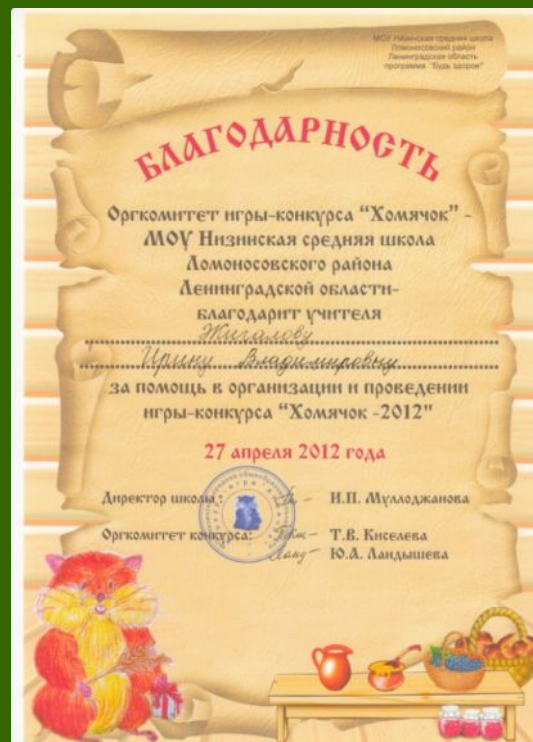 МОУ Низинская средняя школа
Ломоносовский район
Ленинградская область
программа "Будь здоров!"
БЛАГОДАРНОСТЬ
Оргкомитет игры-конкурса "Хомячок" -
МОУ Низинская средняя школа
Ломоносовского района
Ленинградской области-
благодарит учителя
Жигалову
Ирину Владимировну
за помощь в организации и проведении
игры-конкурса "Хомячок -2012"
27 апреля 2012 года
Директор школы: И.П. Муллоджанова
Оргкомитет конкурса: Т.В. Киселева
Ю.А. Ландышева